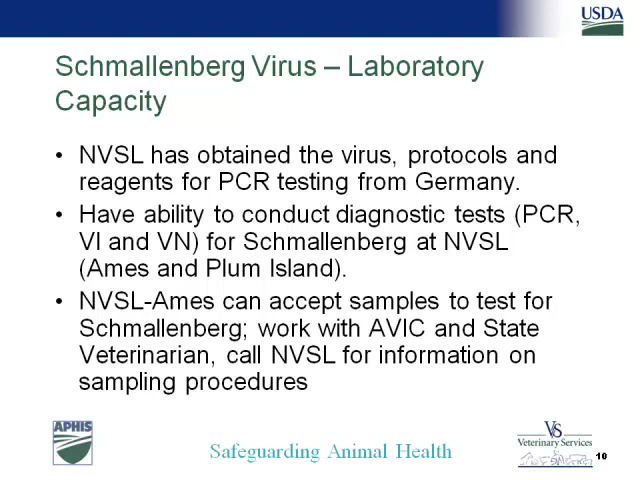 USDA
Schmallenberg Virus – Laboratory
Capacity
• NVSL has obtained the virus, protocols and
reagents for PCR testing from Germany.
• Have ability to conduct diagnostic tests (PCR,
VI and VN) for Schmallenberg at NVSL
(Ames and Plum Island).
• NVSL-Ames can accept samples to test for
Schmallenberg; work with AVIC and State
Veterinarian, call NVSL for information on
sampling procedures
APHIS
Safeguarding Animal Health
VS
Veterinary Services
10